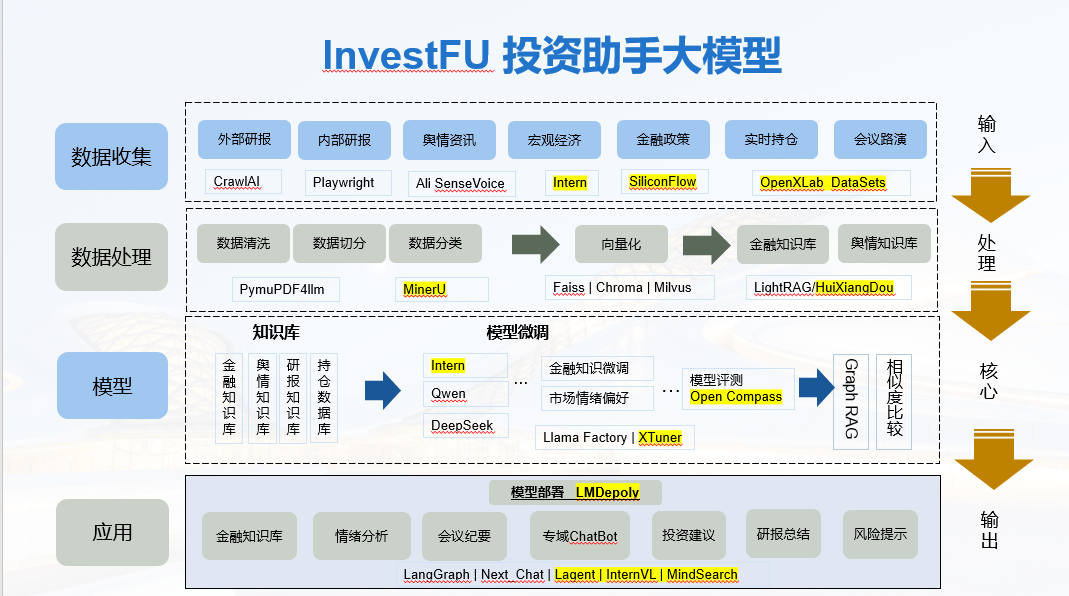 InvestFU 投资助手大模型
数据收集
外部研报
内部研报
舆情资讯
宏观经济
金融政策
实时持仓
会议路演
CrawlAI
Playwright
Ali SenseVoice
Intern
SiliconFlow
OpenXLab DataSets
输入
数据处理
数据清洗
数据切分
数据分类
向量化
金融知识库
舆情知识库
PymuPDF4llm
MinerU
Faiss | Chroma | Milvus
LightRAG/HuiXiangDou
处理
模型
知识库
金融知识库
舆情知识库
研报知识库
持仓数据库
模型微调
Intern
Qwen
DeepSeek
...
金融知识微调
市场情绪偏好
Llama Factory | XTuner
...
模型评测
Open Compass
Graph RAG
相似度比较
核心
应用
模型部署 LMDepoly
金融知识库
情绪分析
会议纪要
专域ChatBot
投资建议
研报总结
风险提示
LangGraph | Next_Chat | Lagent | InternVL | MindSearch
输出